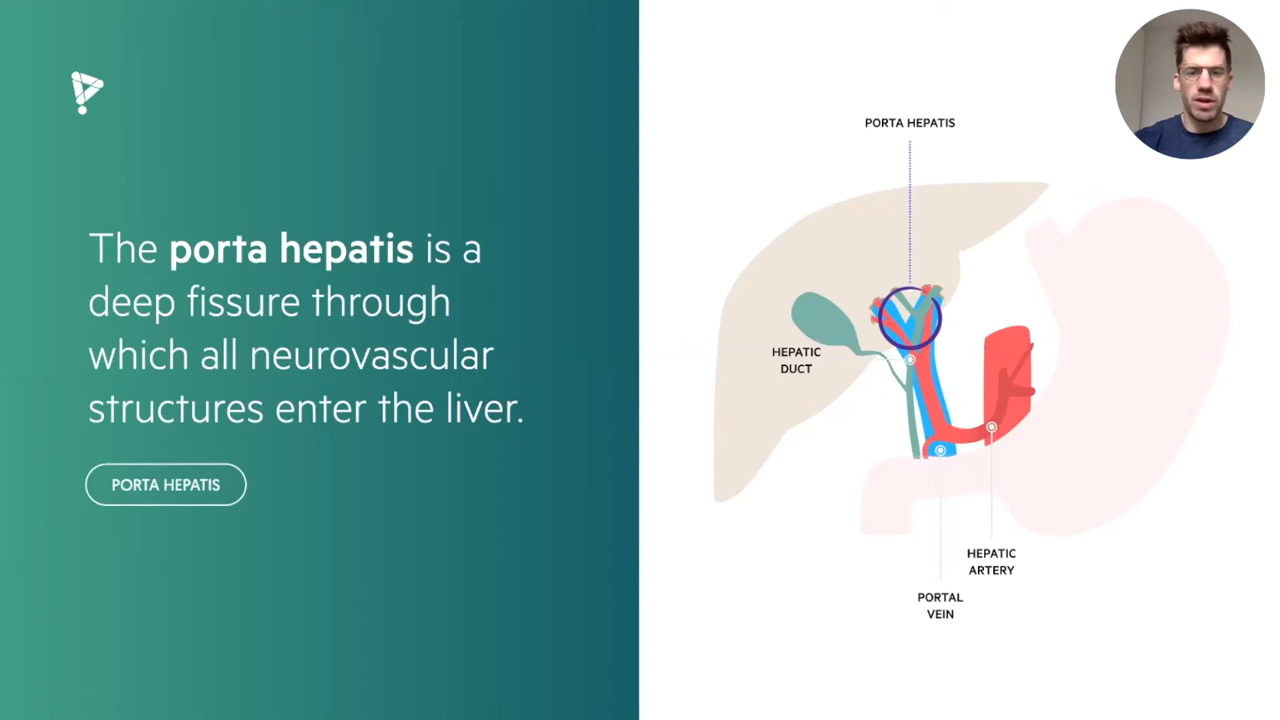 The porta hepatis is a
deep fissure through
which all neurovascular
structures enter the liver.
PORTA HEPATIS
PORTA HEPATIS
HEPATIC
DUCT
HEPATIC
ARTERY
PORTAL
VEIN